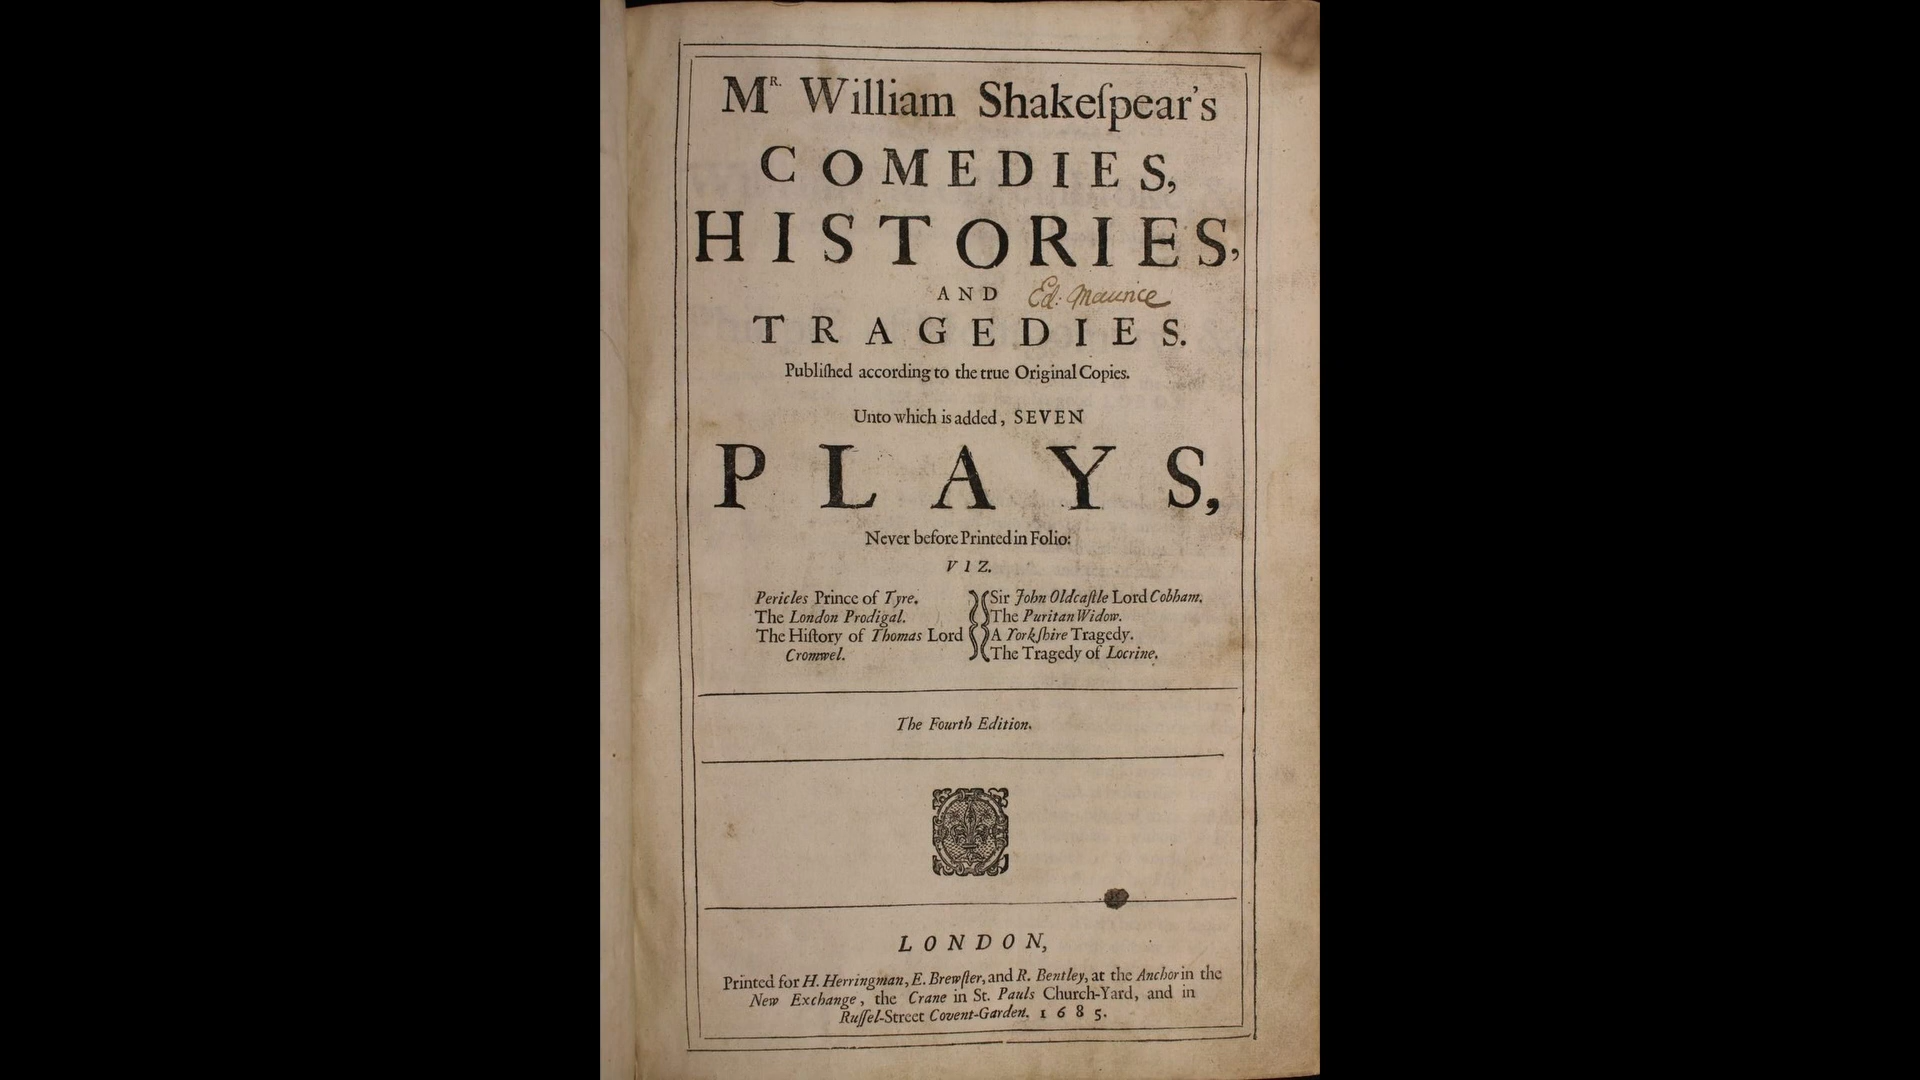 Mʀ. William Shakeſpear's
COMEDIES,
HISTORIES,
AND Ed: Maurice
TRAGEDIES.
Publiſhed according to the true Original Copies.
Unto which is added, SEVEN
PLAYS,
Never before Printed in Folio:
VIZ.
Pericles Prince of Tyre.
The London Prodigal.
The Hiſtory of Thomas Lord
Cromwel.
Sir John Oldcaſtle Lord Cobham.
The Puritan Widow.
A Yorkſhire Tragedy.
The Tragedy of Locrine.
The Fourth Edition.
LONDON,
Printed for H. Herringman, E. Brewſter, and R. Bentley, at the Anchor in the
New Exchange, the Crane in St. Pauls Church-Yard, and in
Ruſſel-Street Covent-Garden. 1685.